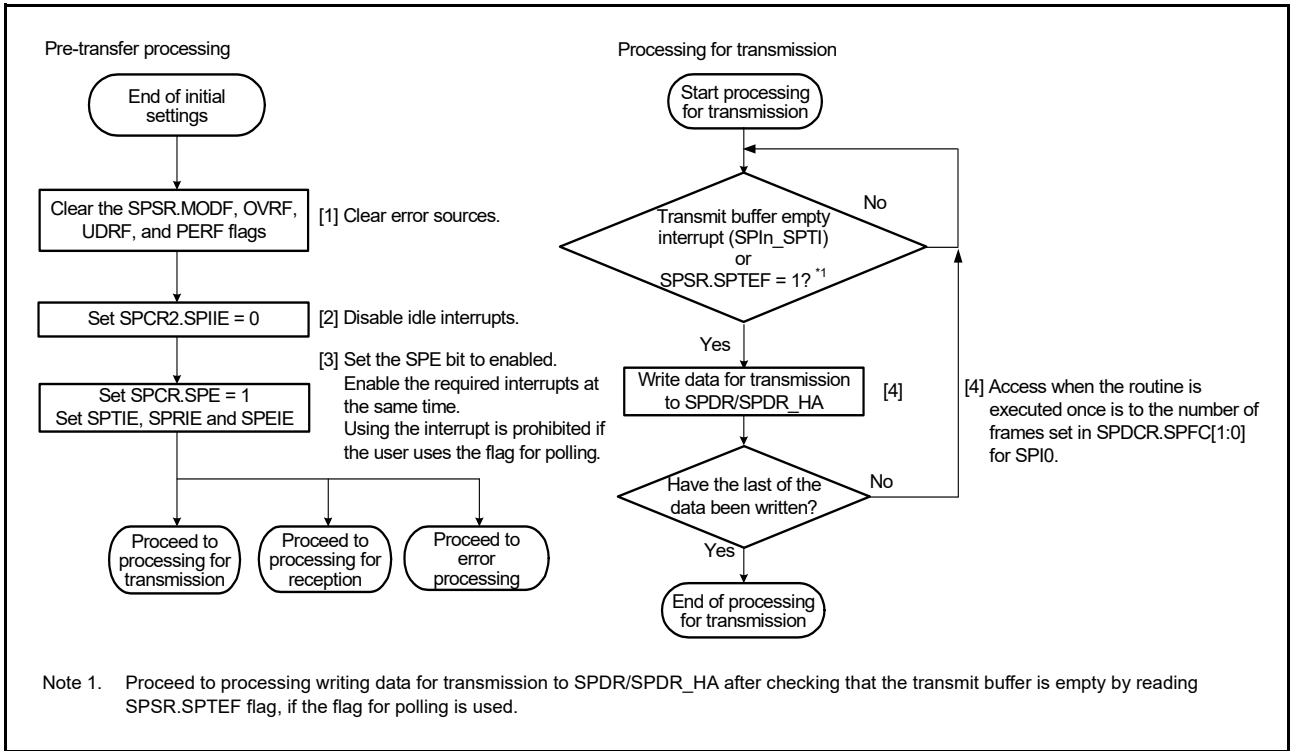 Pre-transfer processing
End of initial
settings
Clear the SPSR.MODF, OVRF,
UDRF, and PERF flags
[1] Clear error sources.
Set SPCR2.SPIIE = 0
[2] Disable idle interrupts.
Set SPCR.SPE = 1
Set SPTIE, SPRIE and SPEIE
[3] Set the SPE bit to enabled.
Enable the required interrupts at
the same time.
Using the interrupt is prohibited if
the user uses the flag for polling.
Proceed to
processing for
transmission
Proceed to
processing for
reception
Proceed to
error
processing
Processing for transmission
Start processing
for transmission
Transmit buffer empty
interrupt (SPIn_SPTI)
or
SPSR.SPTEF = 1? *1
No
Yes
Write data for transmission
to SPDR/SPDR_HA
[4]
[4] Access when the routine is
executed once is to the number of
frames set in SPDCR.SPFC[1:0]
for SPI0.
Have the last of the
data been written?
No
Yes
End of processing
for transmission
Note 1. Proceed to processing writing data for transmission to SPDR/SPDR_HA after checking that the transmit buffer is empty by reading
SPSR.SPTEF flag, if the flag for polling is used.